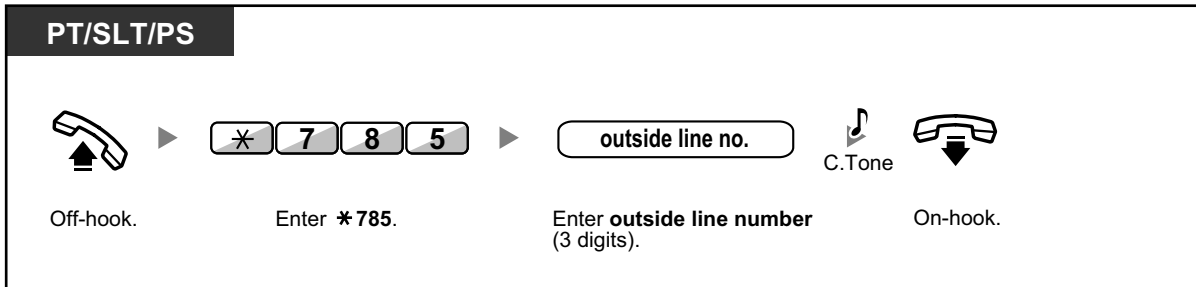 PT/SLT/PS
* 7 8 5
outside line no.
C.Tone
Off-hook.
Enter *785.
Enter outside line number
(3 digits).
On-hook.